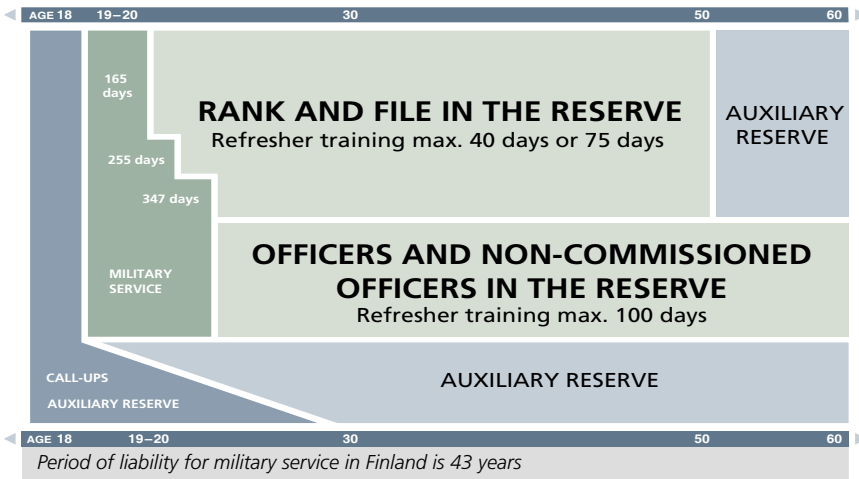 AGE 18 19–20 30 50 60
165
days
255 days
347 days
MILITARY
SERVICE
RANK AND FILE IN THE RESERVE
Refresher training max. 40 days or 75 days
AUXILIARY
RESERVE
OFFICERS AND NON-COMMISSIONED
OFFICERS IN THE RESERVE
Refresher training max. 100 days
CALL-UPS
AUXILIARY RESERVE
AUXILIARY RESERVE
AGE 18 19–20 30 50 60
Period of liability for military service in Finland is 43 years